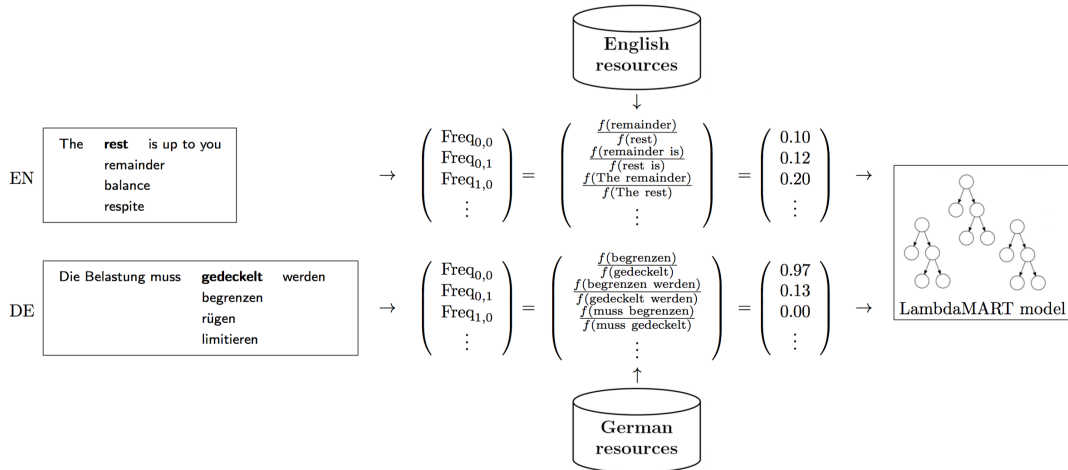 English
resources
↓
EN
The rest is up to you
remainder
balance
respite
→
Freq0,0
Freq0,1
Freq1,0
⋮
=
f(remainder)
f(rest)
f(remainder is)
f(rest is)
f(The remainder)
f(The rest)
⋮
=
0.10
0.12
0.20
⋮
→
DE
Die Belastung muss gedeckelt werden
begrenzen
rügen
limitieren
→
Freq0,0
Freq0,1
Freq1,0
⋮
=
f(begrenzen)
f(gedeckelt)
f(begrenzen werden)
f(gedeckelt werden)
f(muss begrenzen)
f(muss gedeckelt)
⋮
=
0.97
0.13
0.00
⋮
→
LambdaMART model
↑
German
resources